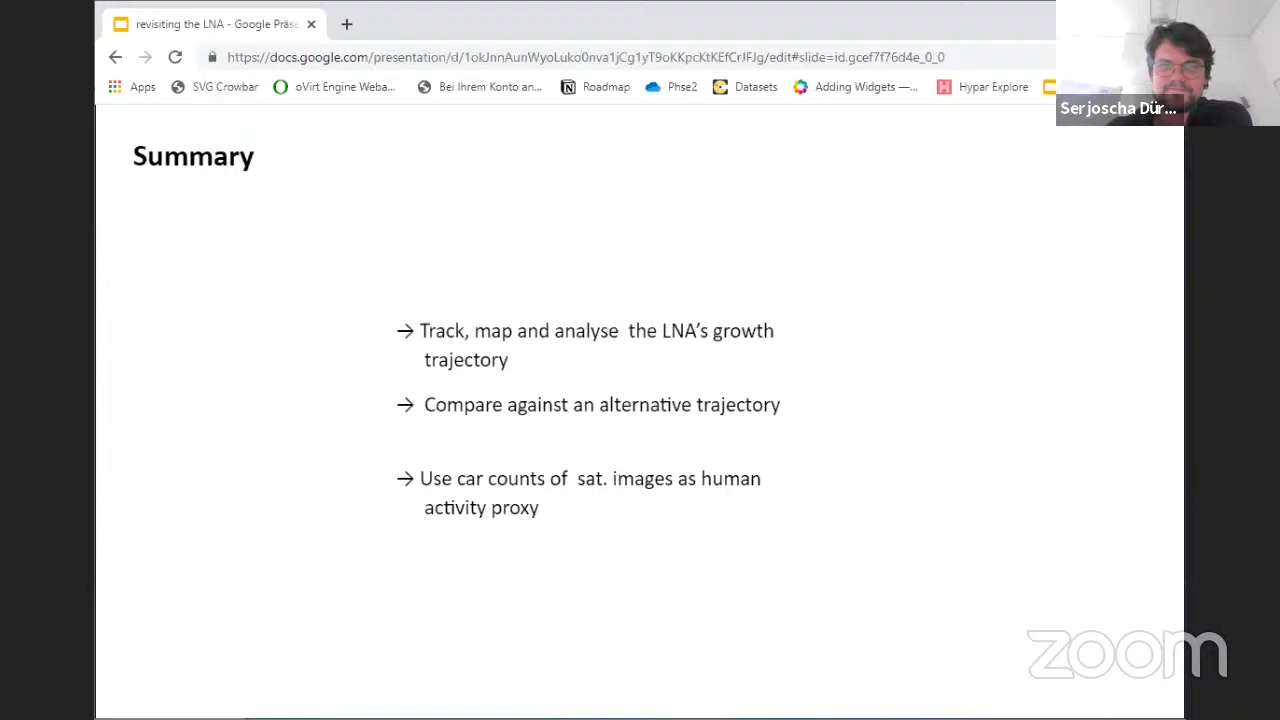 revisiting the LNA - Google Präse
https://docs.google.com/presentation/d/1okJnnAunWyoLuko0nva1jCg1yT9oKKpcKtKEfCrJFJg/edit#slide=id.gcef7f76d4e_0_0
Apps SVG Crowbar oVirt Engine Weba... Bei Ihrem Konto an... Roadmap Phse2 Datasets Adding Widgets —... Hypar Explore
Serjoscha Dür...
Summary
→ Track, map and analyse the LNA’s growth
trajectory
→ Compare against an alternative trajectory
→ Use car counts of sat. images as human
activity proxy
zoom